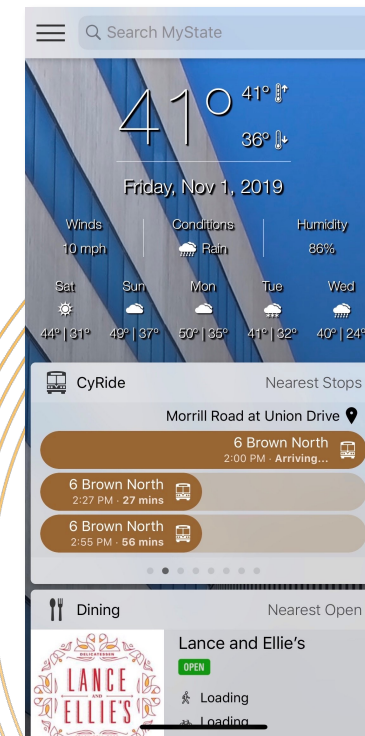 Search MyState
41°
41°
36°
Friday, Nov 1, 2019
Winds Conditions Humidity
10 mph Rain 86%
Sat Sun Mon Tue Wed
44° | 31° 49° | 37° 50° | 35° 41° | 32° 40° | 24°
CyRide Nearest Stops
Morrill Road at Union Drive
6 Brown North
2:00 PM · Arriving...
6 Brown North
2:27 PM · 27 mins
6 Brown North
2:55 PM · 56 mins
Dining Nearest Open
DELICATESSEN
LANCE
AND
ELLIE'S
Lance and Ellie's
OPEN
Loading
Loading